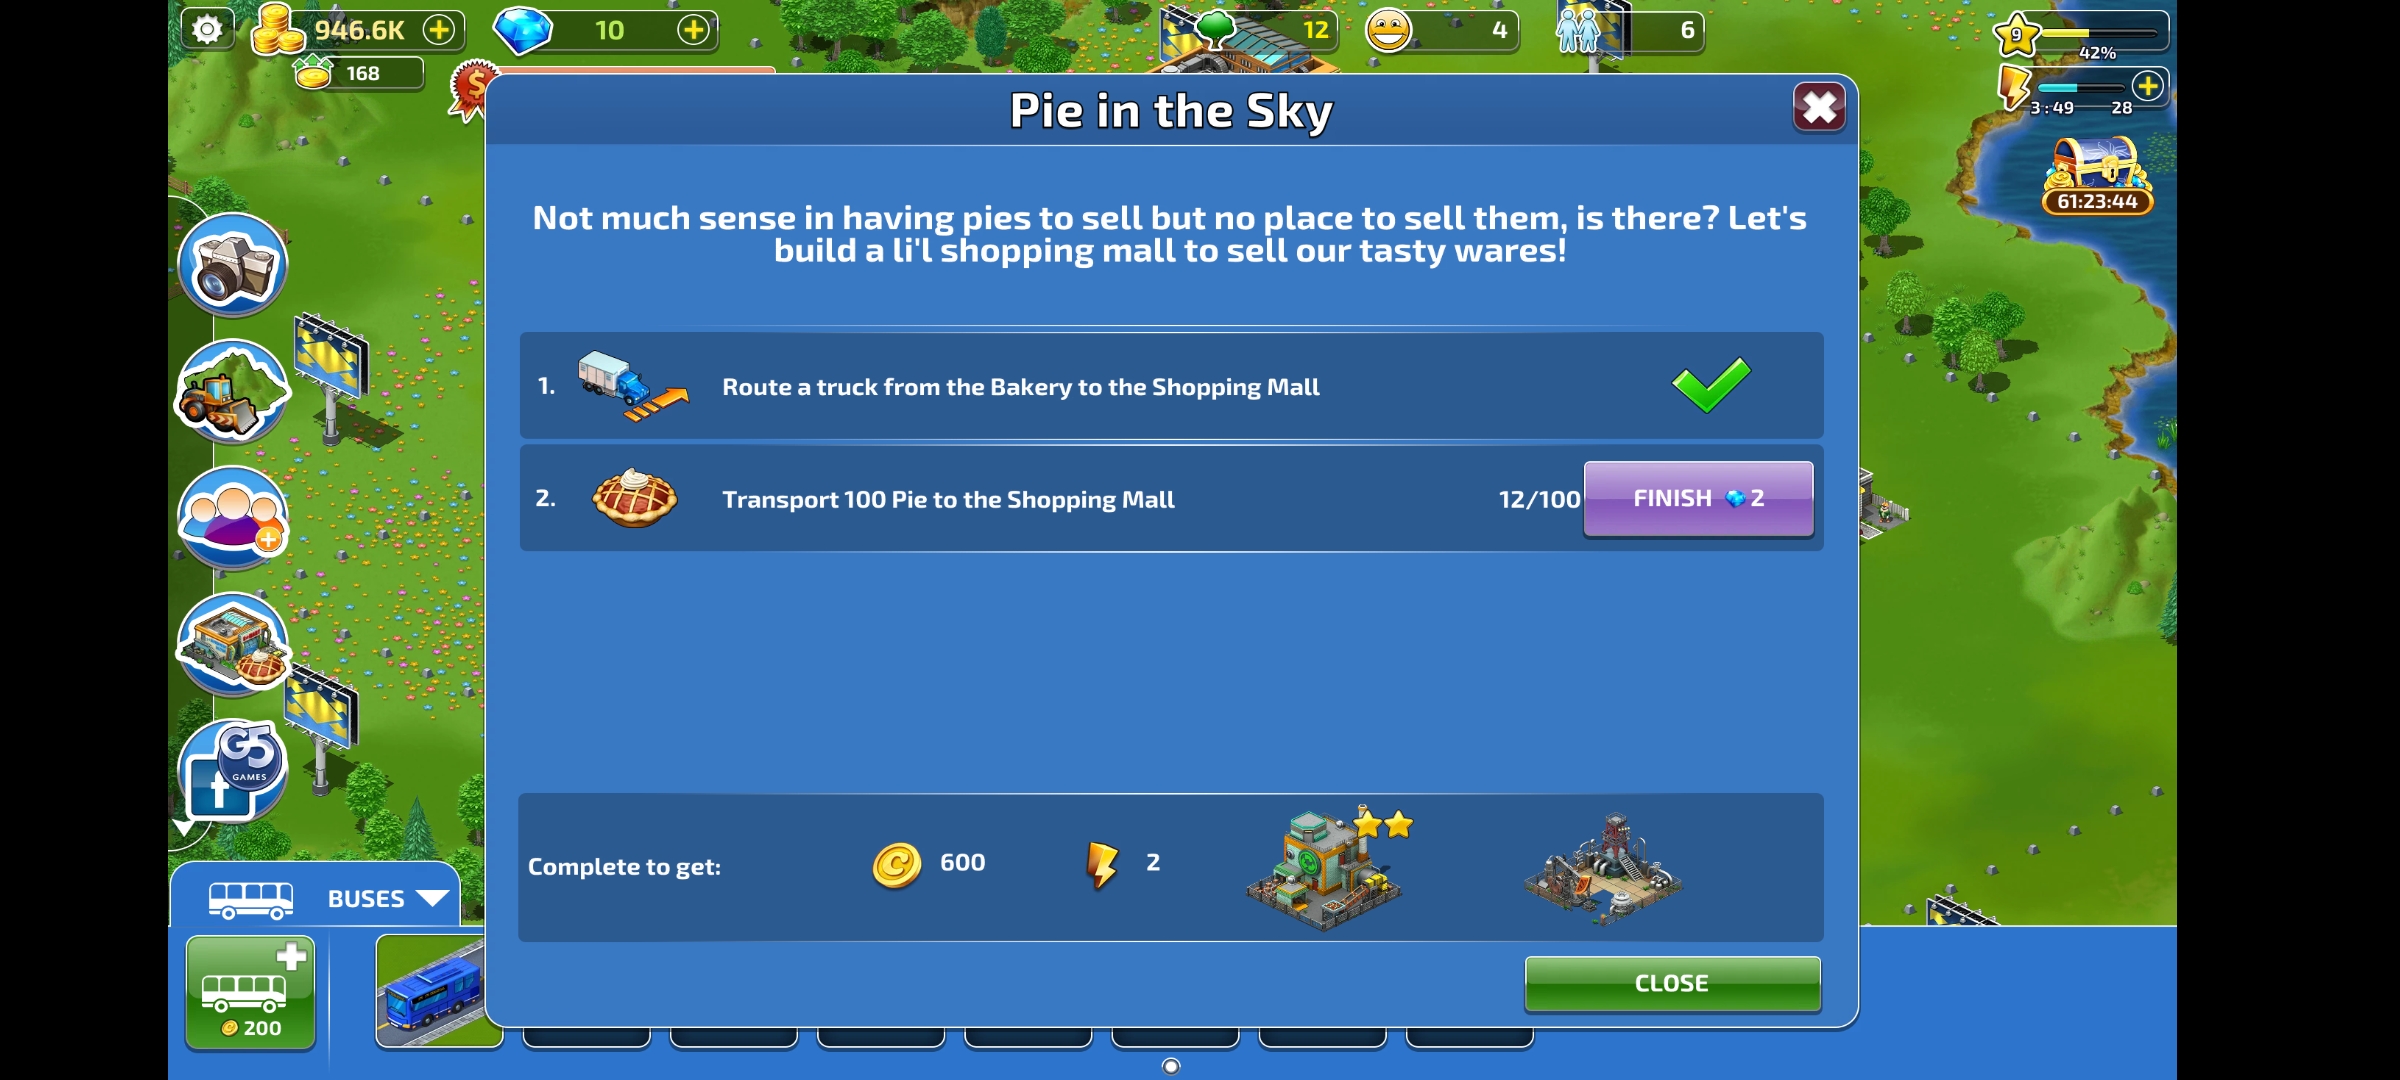 946.6K
10
12
4
6
9
42%
168
3:49
28
61:23:44
Pie in the Sky
Not much sense in having pies to sell but no place to sell them, is there? Let's
build a li'l shopping mall to sell our tasty wares!
1.
Route a truck from the Bakery to the Shopping Mall
2.
Transport 100 Pie to the Shopping Mall
12/100
FINISH 2
G5
GAMES
Complete to get:
600
2
BUSES
200
CLOSE